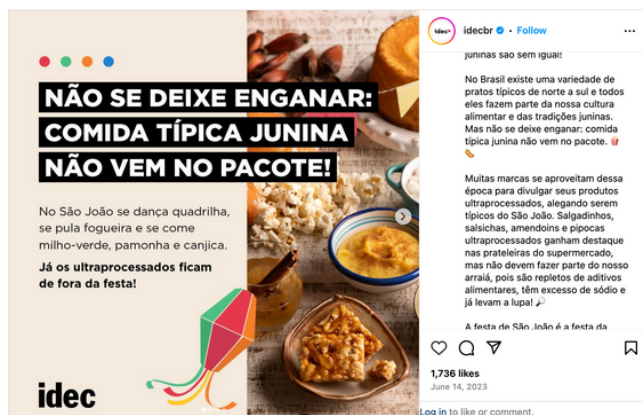 NÃO SE DEIXE ENGANAR:
COMIDA TÍPICA JUNINA
NÃO VEM NO PACOTE!
No São João se dança quadrilha,
se pula fogueira e se come
milho-verde, pamonha e canjica.
Já os ultraprocessados ficam
de fora da festa!
idec
idec
idecbr • Follow
juninas são sem igual!
No Brasil existe uma variedade de
pratos típicos de norte a sul e todos
eles fazem parte da nossa cultura
alimentar e das tradições juninas.
Mas não se deixe enganar: comida
típica junina não vem no pacote. 🍿
🌭
Muitas marcas se aproveitam dessa
época para divulgar seus produtos
ultraprocessados, alegando serem
típicos do São João. Salgadinhos,
salsichas, amendoins e pipocas
ultraprocessados ganham destaque
nas prateleiras do supermercado,
mas não devem fazer parte do nosso
arraiá, pois são repletos de aditivos
alimentares, têm excesso de sódio e
já levam a lupa! 🔎
A festa de São João é a festa da
1,736 likes
June 14, 2023
Log in to like or comment.